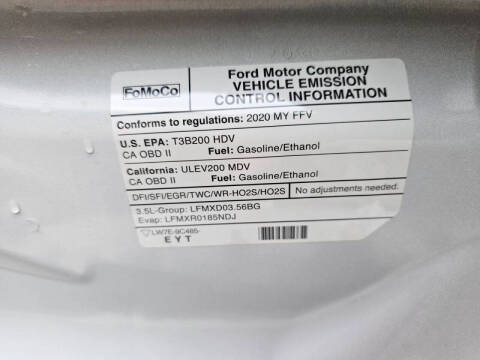 FoMoCo
Ford Motor Company
VEHICLE EMISSION
CONTROL INFORMATION
Conforms to regulations: 2020 MY FFV
U.S. EPA: T3B200 HDV
CA OBD II Fuel: Gasoline/Ethanol
California: ULEV200 MDV
CA OBD II Fuel: Gasoline/Ethanol
DFI/SFI/EGR/TWC/WR-HO2S/HO2S No adjustments needed.
3.5L-Group: LFMXD03.56BG
Evap: LFMXR0185NDJ
LW7E-9C485-
EYT